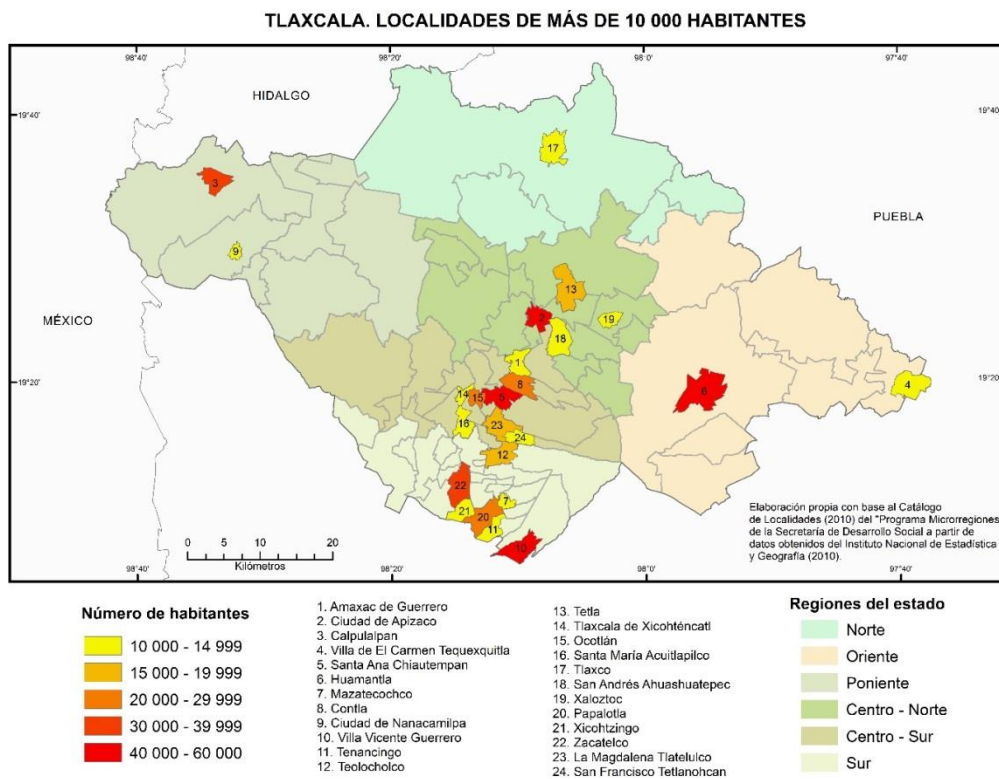 TLAXCALA. LOCALIDADES DE MÁS DE 10 000 HABITANTES
98°40'
98°20'
98°0'
97°40'
HIDALGO
19°40'
19°40'
17
3
PUEBLA
9
13
MÉXICO
2
19
18
1
19°20'
19°20'
8
6
4
14
15
5
16
23
24
12
22
7
21
20
11
10
Elaboración propia con base al Catálogo
de Localidades (2010) del "Programa Microrregiones
de la Secretaría de Desarrollo Social a partir de
datos obtenidos del Instituto Nacional de Estadística
y Geografía (2010).
0 5 10 20
Kilómetros
98°40'
98°20'
98°0'
97°40'
Número de habitantes
10 000 - 14 999
15 000 - 19 999
20 000 - 29 999
30 000 - 39 999
40 000 - 60 000
1. Amaxac de Guerrero
2. Ciudad de Apizaco
3. Calpulalpan
4. Villa de El Carmen Tequexquitla
5. Santa Ana Chiautempan
6. Huamantla
7. Mazatecochco
8. Contla
9. Ciudad de Nanacamilpa
10. Villa Vicente Guerrero
11. Tenancingo
12. Teolocholco
13. Tetla
14. Tlaxcala de Xicohténcatl
15. Ocotlán
16. Santa María Acuitlapilco
17. Tlaxco
18. San Andrés Ahuashuatepec
19. Xaloztoc
20. Papalotla
21. Xicohtzingo
22. Zacatelco
23. La Magdalena Tlatelulco
24. San Francisco Tetlanohcan
Regiones del estado
Norte
Oriente
Poniente
Centro - Norte
Centro - Sur
Sur